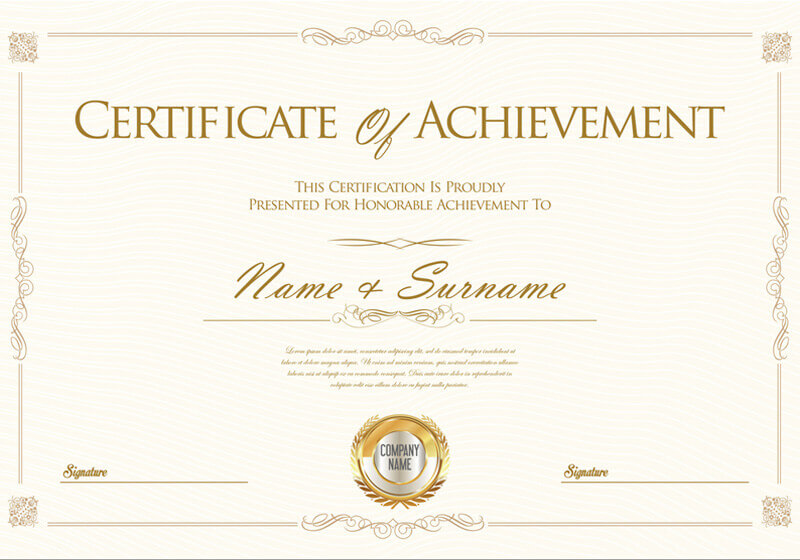 CERTIFICATE Of ACHIEVEMENT
THIS CERTIFICATION IS PROUDLY
PRESENTED FOR HONORABLE ACHIEVEMENT TO
Name & Surname
Lorem ipsum dolor sit amet, consectetur adipiscing elit, sed do eiusmod tempor incididunt ut
labore et dolore magna aliqua. Ut enim ad minim veniam, quis nostrud exercitation ullamco
laboris nisi ut aliquip ex ea commodo consequat. Duis aute irure dolor in reprehenderit in
voluptate velit esse cillum dolore eu fugiat nulla pariatur.
COMPANY
NAME
Signature
Signature